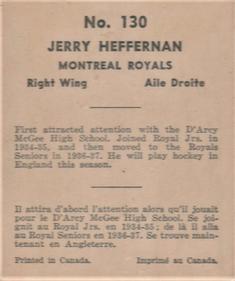 No. 130
JERRY HEFFERNAN
MONTREAL ROYALS
Right Wing Aile Droite
First attracted attention with the D'Arcy
McGee High School. Joined Royal Jrs. in
1934-35, and then moved to the Royals
Seniors in 1936-37. He will play hockey in
England this season.
Il attira d'abord l'attention alors qu'il jouait
pour le D'Arcy McGee High School. Se joi-
gnit au Royal Jrs. en 1934-35; de là il alla
au Royal Seniors en 1936-37. Se trouve main-
tenant en Angleterre.
Printed in Canada. Imprimé au Canada.